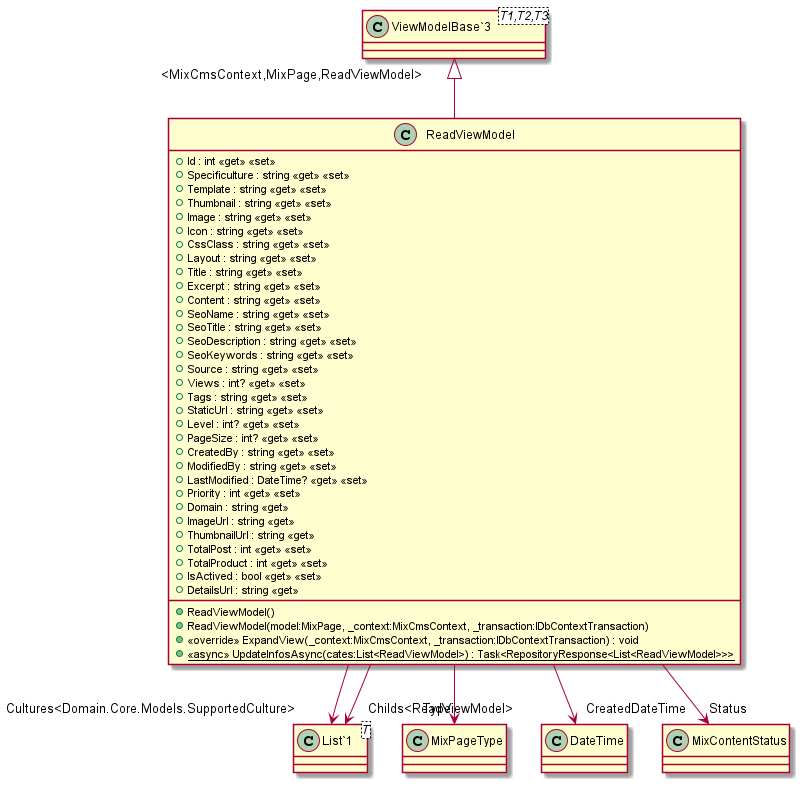 T1,T2,T3
C ViewModelBase`3
<MixCmsContext,MixPage,ReadViewModel>
C ReadViewModel
Id : int «get» «set»
Specificulture : string «get» «set»
Template : string «get» «set»
Thumbnail : string «get» «set»
Image : string «get» «set»
Icon : string «get» «set»
CssClass : string «get» «set»
Layout : string «get» «set»
Title : string «get» «set»
Excerpt : string «get» «set»
Content : string «get» «set»
SeoName : string «get» «set»
SeoTitle : string «get» «set»
SeoDescription : string «get» «set»
SeoKeywords : string «get» «set»
Source : string «get» «set»
Views : int? «get» «set»
Tags : string «get» «set»
StaticUrl : string «get» «set»
Level : int? «get» «set»
PageSize : int? «get» «set»
CreatedBy : string «get» «set»
ModifiedBy : string «get» «set»
LastModified : DateTime? «get» «set»
Priority : int «get» «set»
Domain : string «get»
ImageUrl : string «get»
ThumbnailUrl : string «get»
TotalPost : int «get» «set»
TotalProduct : int «get» «set»
IsActived : bool «get» «set»
DetailsUrl : string «get»
ReadViewModel()
ReadViewModel(model:MixPage, _context:MixCmsContext, _transaction:IDbContextTransaction)
«override» ExpandView(_context:MixCmsContext, _transaction:IDbContextTransaction) : void
«async» UpdateInfosAsync(cates:List<ReadViewModel>) : Task<RepositoryResponse<List<ReadViewModel>>>
Cultures<Domain.Core.Models.SupportedCulture>
Childs<ReadViewModel>
Type
CreatedDateTime
Status
T
C List`1
C MixPageType
C DateTime
C MixContentStatus